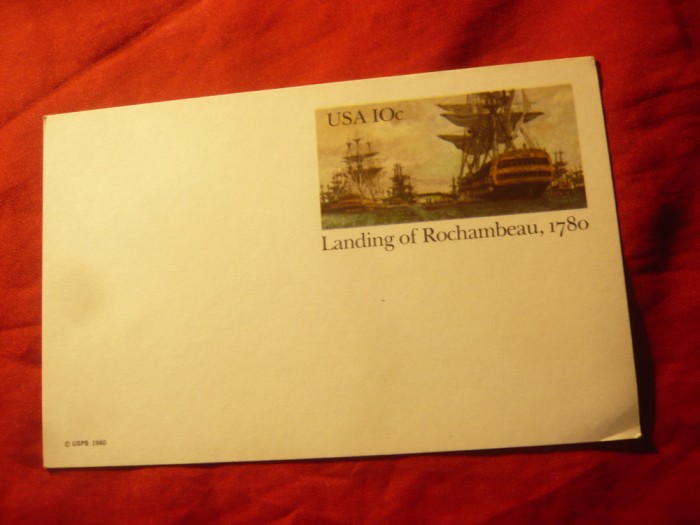 USA 10c
Landing of Rochambeau, 1780
© USPS 1980